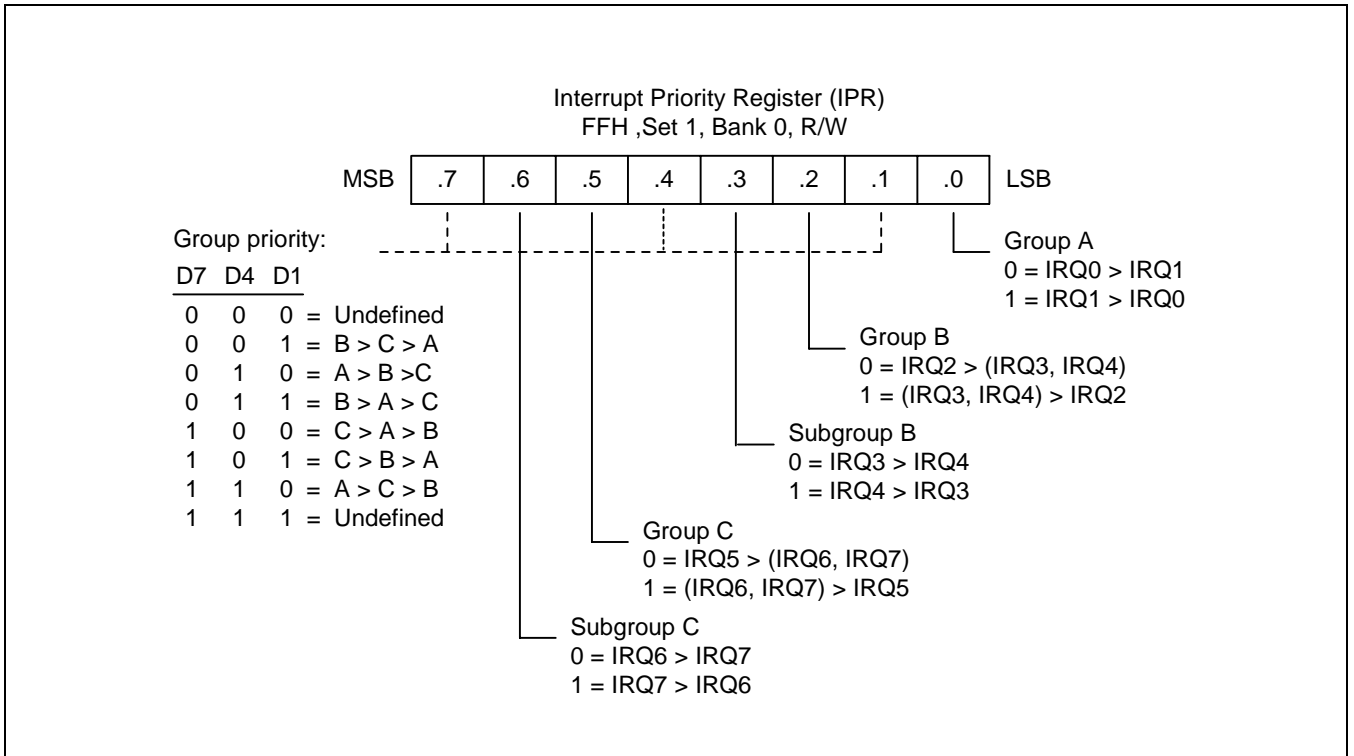 Interrupt Priority Register (IPR)
FFH ,Set 1, Bank 0, R/W
MSB .7 .6 .5 .4 .3 .2 .1 .0 LSB
Group priority:
D7 D4 D1
0 0 0 = Undefined
0 0 1 = B > C > A
0 1 0 = A > B >C
0 1 1 = B > A > C
1 0 0 = C > A > B
1 0 1 = C > B > A
1 1 0 = A > C > B
1 1 1 = Undefined
Group A
0 = IRQ0 > IRQ1
1 = IRQ1 > IRQ0
Group B
0 = IRQ2 > (IRQ3, IRQ4)
1 = (IRQ3, IRQ4) > IRQ2
Subgroup B
0 = IRQ3 > IRQ4
1 = IRQ4 > IRQ3
Group C
0 = IRQ5 > (IRQ6, IRQ7)
1 = (IRQ6, IRQ7) > IRQ5
Subgroup C
0 = IRQ6 > IRQ7
1 = IRQ7 > IRQ6